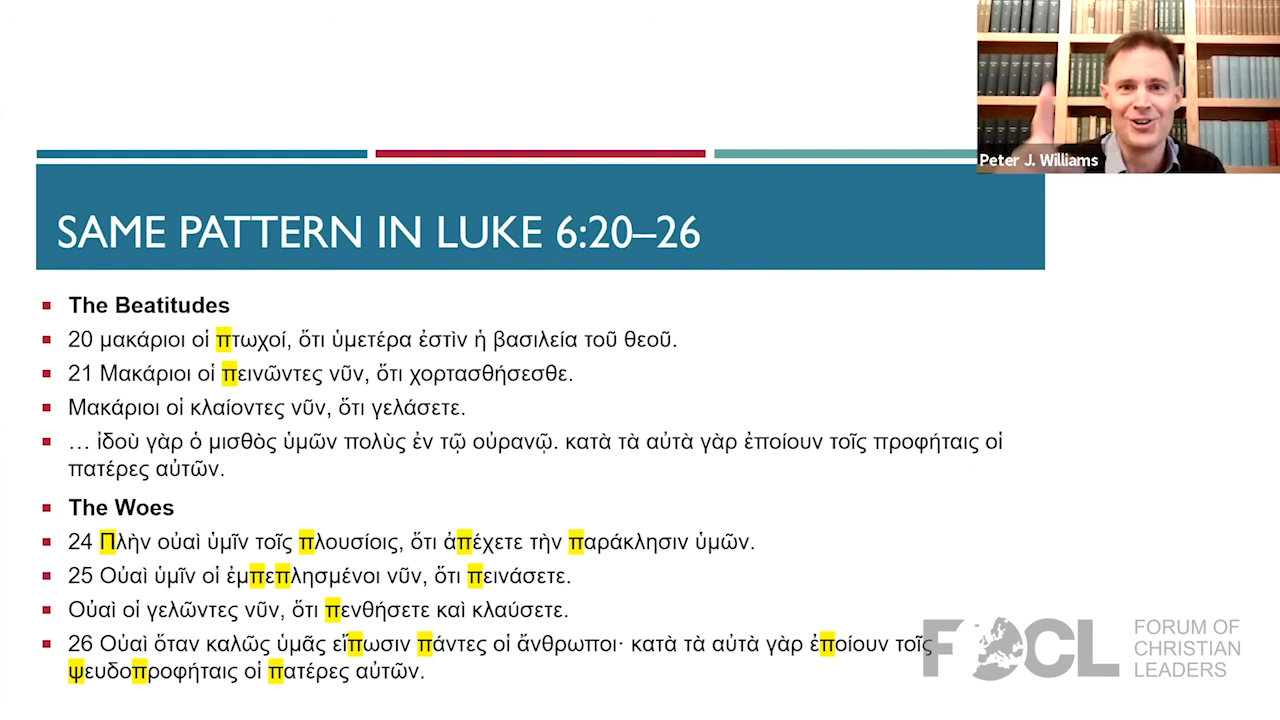 Peter J. Williams
SAME PATTERN IN LUKE 6:20–26
The Beatitudes
20 μακάριοι οἱ πτωχοί, ὅτι ὑμετέρα ἐστὶν ἡ βασιλεία τοῦ θεοῦ.
21 Μακάριοι οἱ πεινῶντες νῦν, ὅτι χορτασθήσεσθε.
Μακάριοι οἱ κλαίοντες νῦν, ὅτι γελάσετε.
… ἰδοὺ γὰρ ὁ μισθὸς ὑμῶν πολὺς ἐν τῷ οὐρανῷ. κατὰ τὰ αὐτὰ γὰρ ἐποίουν τοῖς προφήταις οἱ
πατέρες αὐτῶν.
The Woes
24 Πλὴν οὐαὶ ὑμῖν τοῖς πλουσίοις, ὅτι ἀπέχετε τὴν παράκλησιν ὑμῶν.
25 Οὐαὶ ὑμῖν οἱ ἐμπεπλησμένοι νῦν, ὅτι πεινάσετε.
Οὐαὶ οἱ γελῶντες νῦν, ὅτι πενθήσετε καὶ κλαύσετε.
26 Οὐαὶ ὅταν καλῶς ὑμᾶς εἴπωσιν πάντες οἱ ἄνθρωποι· κατὰ τὰ αὐτὰ γὰρ ἐποίουν τοῖς
ψευδοπροφήταις οἱ πατέρες αὐτῶν.
FOCL
FORUM OF
CHRISTIAN
LEADERS